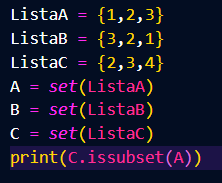 ListaA = {1,2,3}
ListaB = {3,2,1}
ListaC = {2,3,4}
A = set(ListaA)
B = set(ListaB)
C = set(ListaC)
print(C.issubset(A))